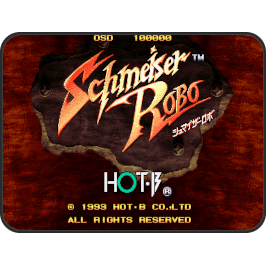 OSD 100000
Schmeiser
TM
Robo
シュマイザーロボ
HOT・B®
© 1993 HOT・B CO.,LTD
ALL RIGHTS RESERVED